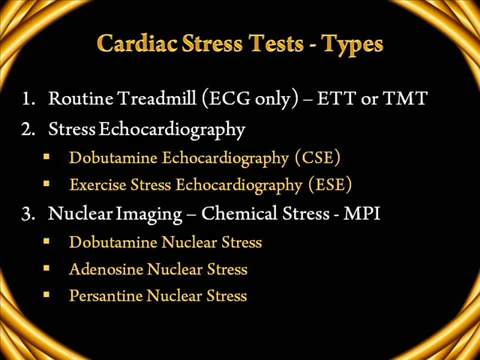 Cardiac Stress Tests - Types
1. Routine Treadmill (ECG only) – ETT or TMT
2. Stress Echocardiography
▪ Dobutamine Echocardiography (CSE)
▪ Exercise Stress Echocardiography (ESE)
3. Nuclear Imaging – Chemical Stress - MPI
▪ Dobutamine Nuclear Stress
▪ Adenosine Nuclear Stress
▪ Persantine Nuclear Stress